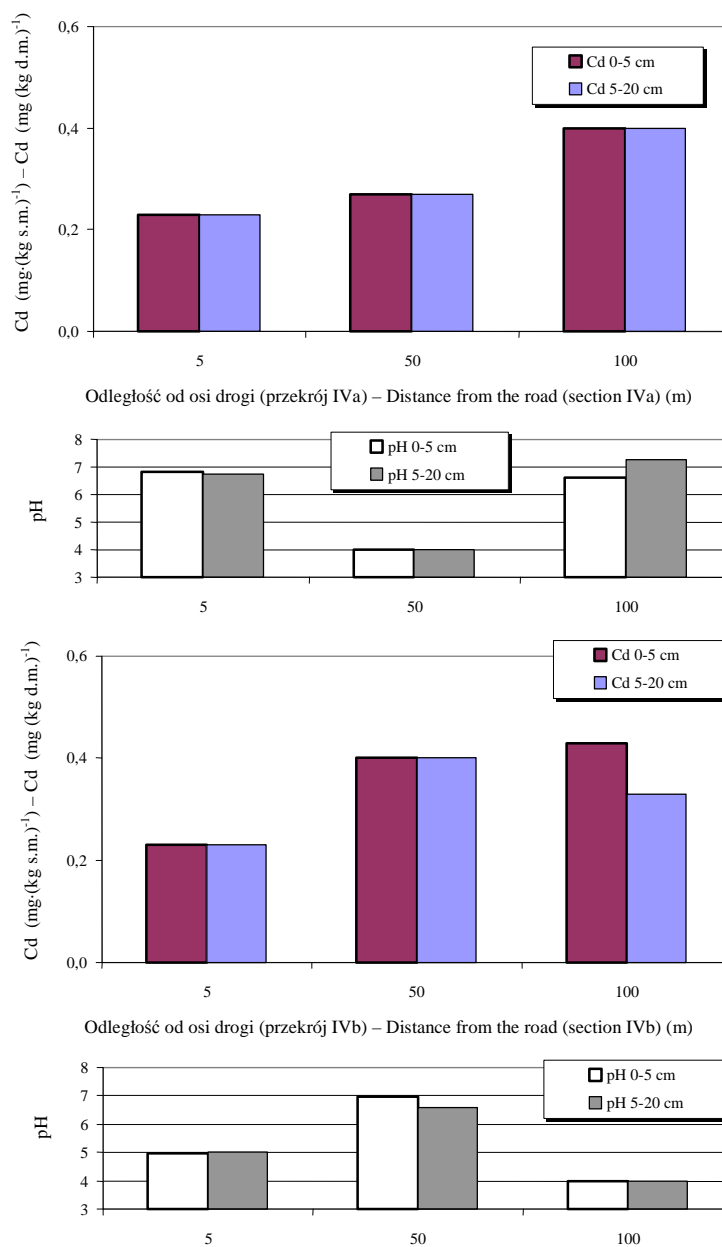 0,6
Cd 0-5 cm
Cd 5-20 cm
0,4
0,2
0,0
Cd (mg·(kg s.m.)-1) – Cd (mg (kg d.m.)-1)
5 50 100
Odległość od osi drogi (przekrój IVa) – Distance from the road (section IVa) (m)
8
7
6
5
4
3
pH
pH 0-5 cm
pH 5-20 cm
5 50 100
0,6
Cd 0-5 cm
Cd 5-20 cm
0,4
0,2
0,0
Cd (mg·(kg s.m.)-1) – Cd (mg (kg d.m.)-1
5 50 100
Odległość od osi drogi (przekrój IVb) – Distance from the road (section IVb) (m)
8
7
6
5
4
3
pH
pH 0-5 cm
pH 5-20 cm
5 50 100